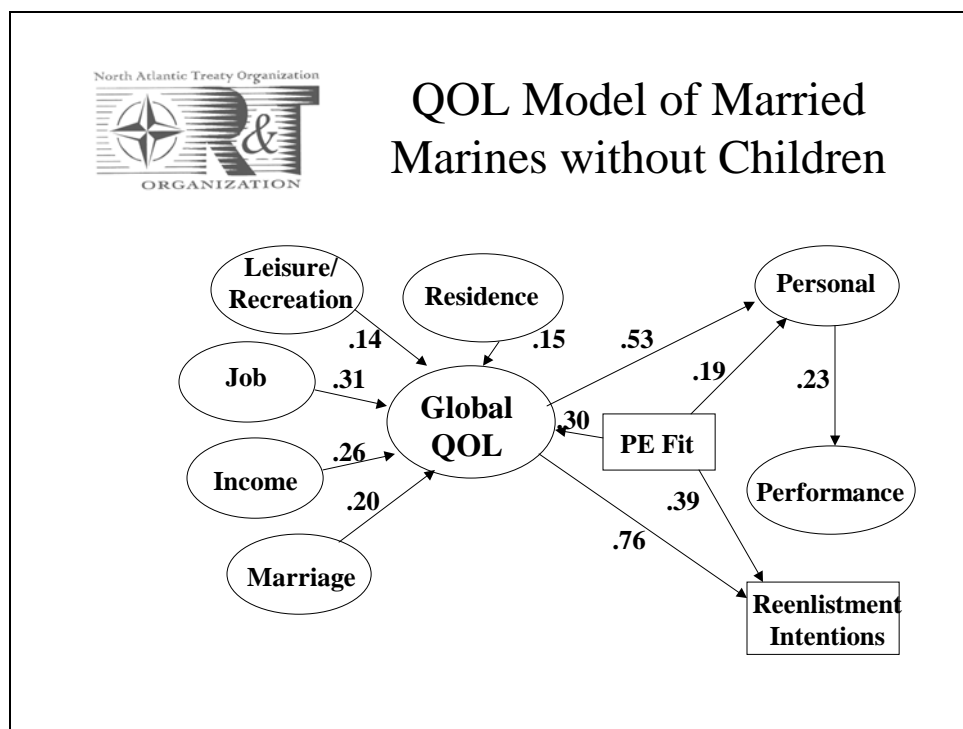 North Atlantic Treaty Organization
R&T
ORGANIZATION
QOL Model of Married
Marines without Children
Leisure/
Recreation
Residence
Personal
.14
.15
.53
Job
.31
.19
.23
Global
QOL
.30
PE Fit
Income
.26
.20
.39
Performance
.76
Marriage
Reenlistment
Intentions